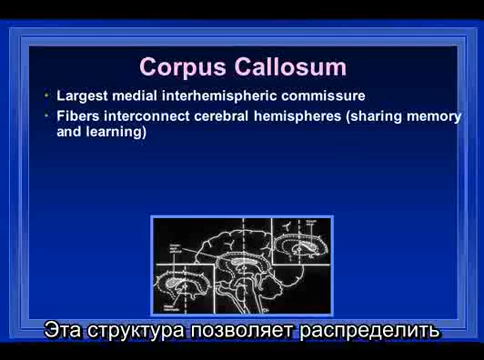 Corpus Callosum
• Largest medial interhemispheric commissure
• Fibers interconnect cerebral hemispheres (sharing memory
and learning)
Эта структура позволяет распределить